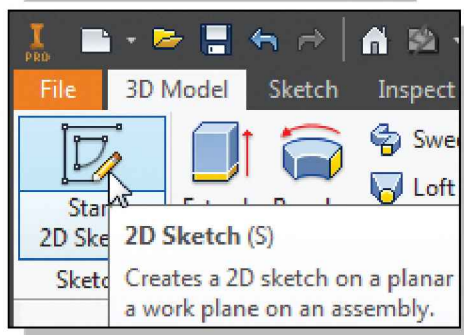 I
PRO
File 3D Model Sketch Inspect
Swe
Star
Loft
2D Ske
2D Sketch (S)
Sketc
Creates a 2D sketch on a planar
a work plane on an assembly.